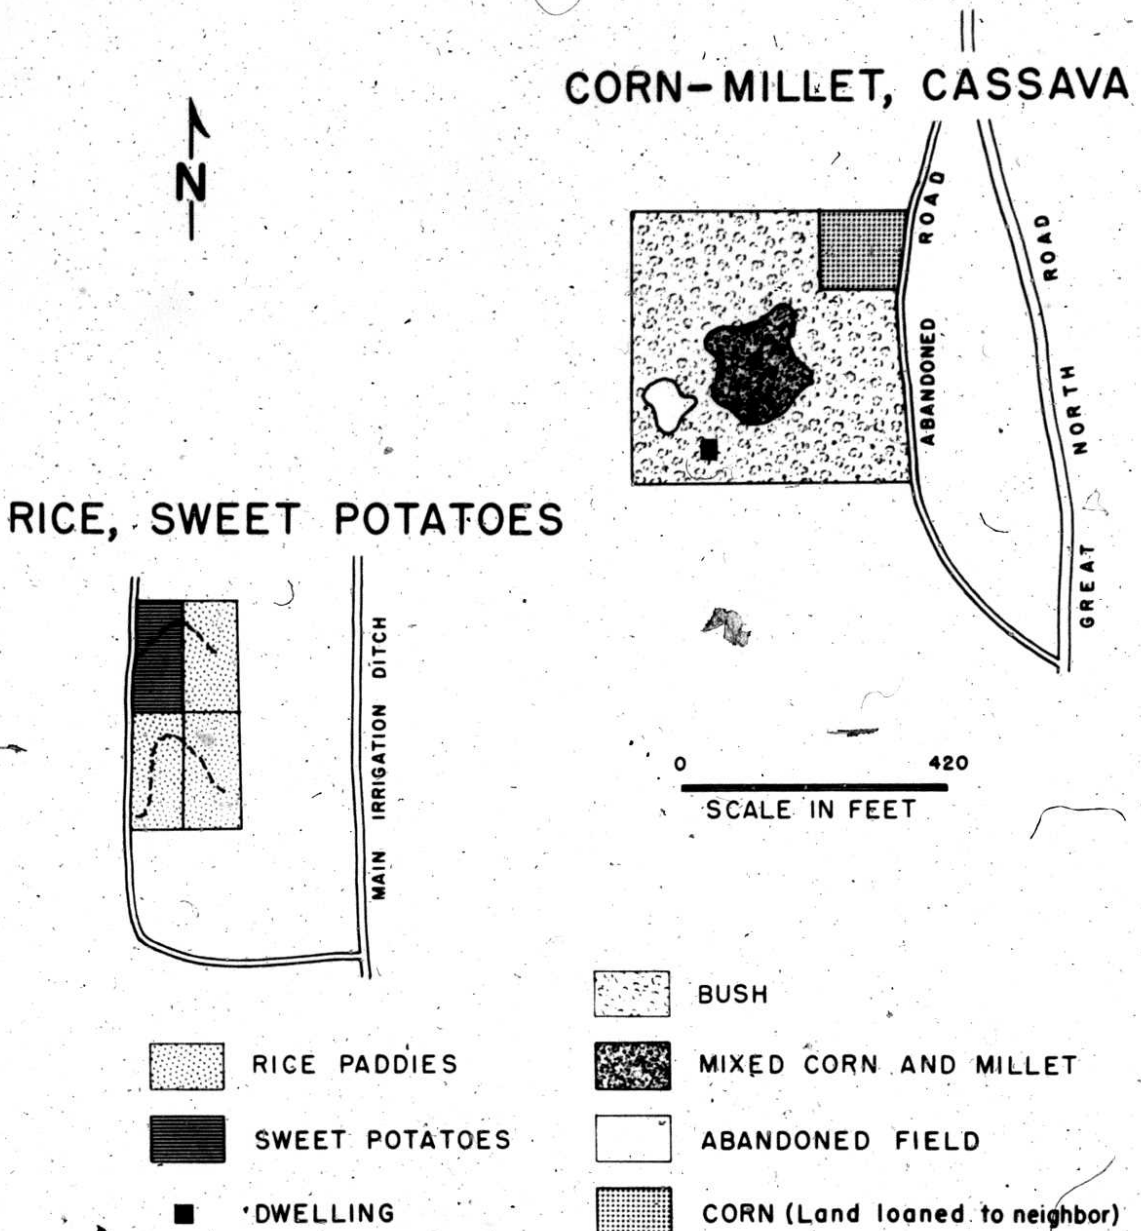 CORN-MILLET, CASSAVA
N
ROAD
ROAD
ABANDONED
NORTH
GREAT
RICE, SWEET POTATOES
MAIN IRRIGATION DITCH
0 420
SCALE IN FEET
BUSH
RICE PADDIES
MIXED CORN AND MILLET
SWEET POTATOES
ABANDONED FIELD
DWELLING
CORN (Land loaned to neighbor)